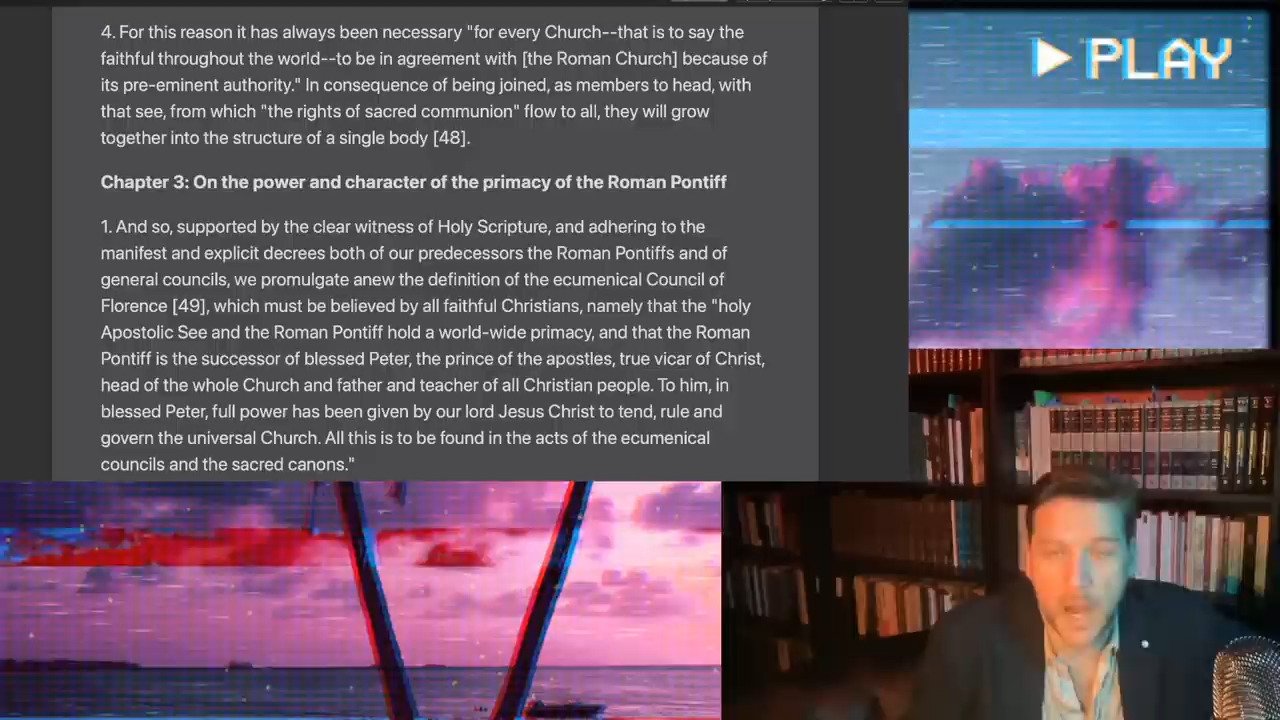 4. For this reason it has always been necessary "for every Church--that is to say the
faithful throughout the world--to be in agreement with [the Roman Church] because of
its pre-eminent authority." In consequence of being joined, as members to head, with
that see, from which "the rights of sacred communion" flow to all, they will grow
together into the structure of a single body [48].
Chapter 3: On the power and character of the primacy of the Roman Pontiff
1. And so, supported by the clear witness of Holy Scripture, and adhering to the
manifest and explicit decrees both of our predecessors the Roman Pontiffs and of
general councils, we promulgate anew the definition of the ecumenical Council of
Florence [49], which must be believed by all faithful Christians, namely that the "holy
Apostolic See and the Roman Pontiff hold a world-wide primacy, and that the Roman
Pontiff is the successor of blessed Peter, the prince of the apostles, true vicar of Christ,
head of the whole Church and father and teacher of all Christian people. To him, in
blessed Peter, full power has been given by our lord Jesus Christ to tend, rule and
govern the universal Church. All this is to be found in the acts of the ecumenical
councils and the sacred canons."
PLAY